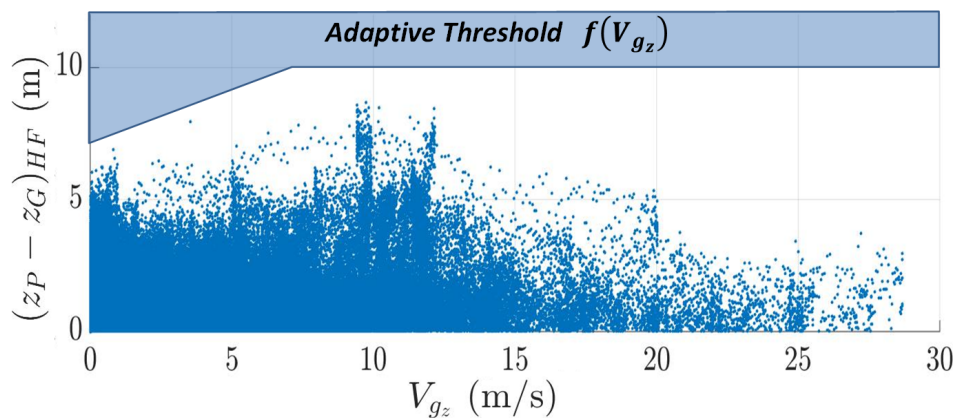 Adaptive Threshold f(V_{g_z})
10
5
0
(z_P − z_G)_{HF} (m)
0 5 10 15 20 25 30
V_{g_z} (m/s)